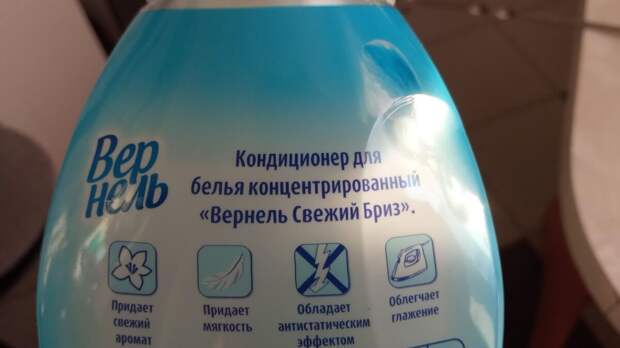 Вер
нель
Кондиционер для
белья концентрированный
«Вернель Свежий Бриз».
Придает
свежий
аромат
Придает
мягкость
Обладает
антистатическим
эффектом
Облегчает
глажение